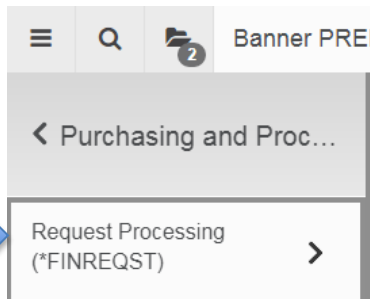 2
Banner PRE
Purchasing and Proc...
Request Processing
(*FINREQST)